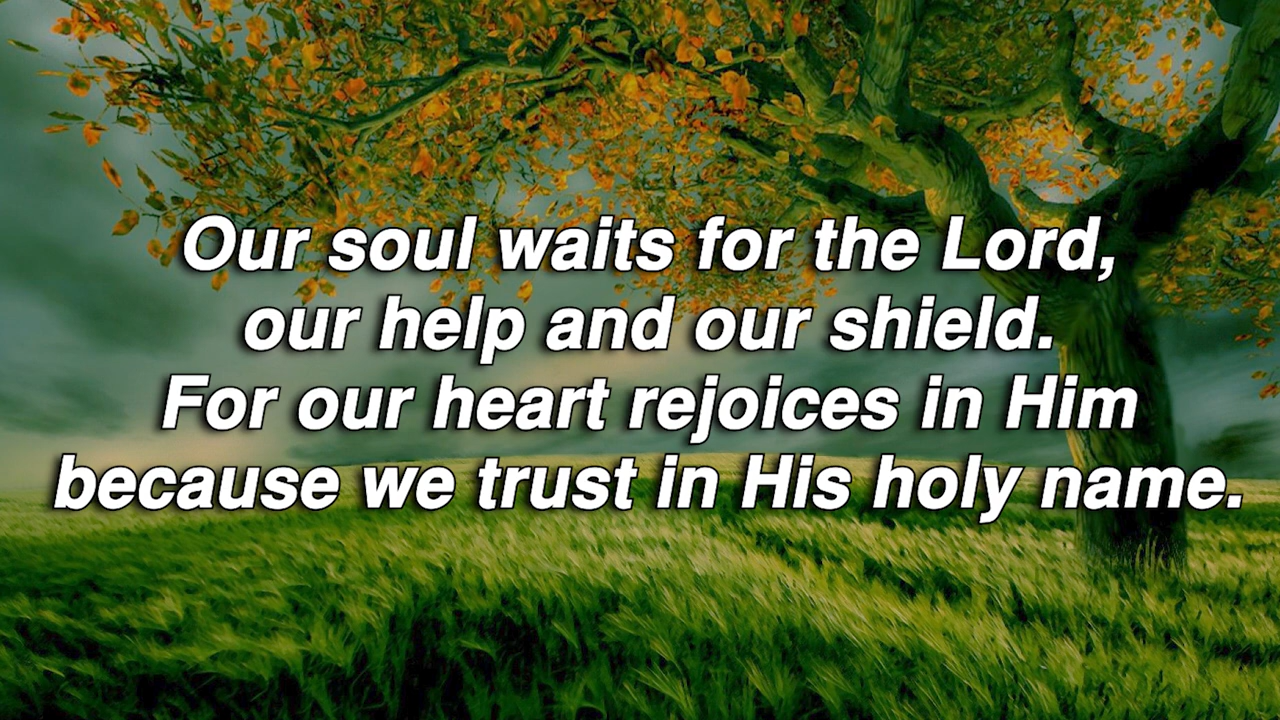 Our soul waits for the Lord,
our help and our shield.
For our heart rejoices in Him
because we trust in His holy name.